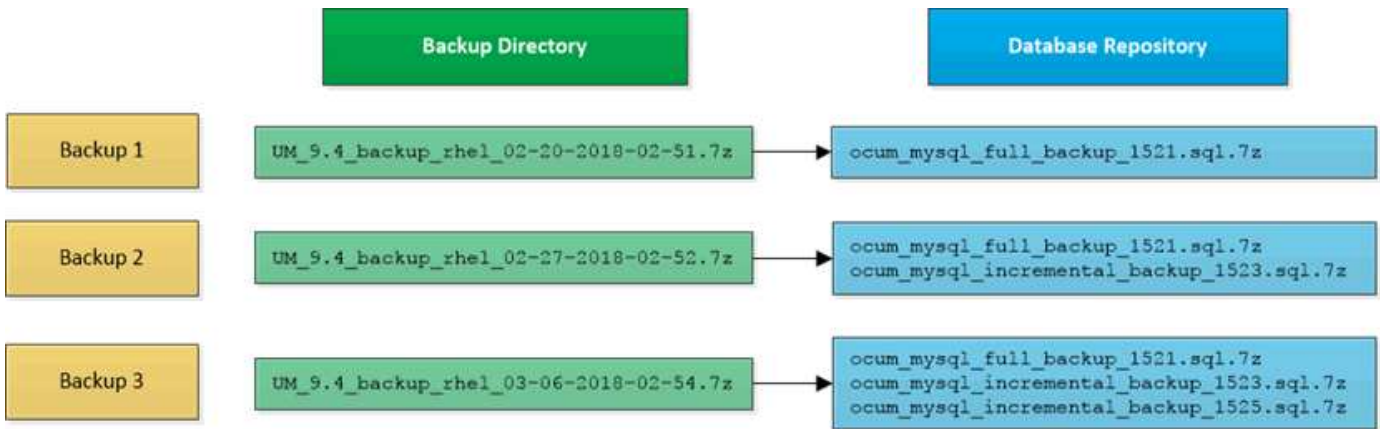 Backup Directory
Database Repository
Backup 1
UM_9.4_backup_rhel_02-20-2018-02-51.7z
ocum_mysql_full_backup_1521.sql.7z
Backup 2
UM_9.4_backup_rhel_02-27-2018-02-52.7z
ocum_mysql_full_backup_1521.sql.7z
ocum_mysql_incremental_backup_1523.sql.7z
Backup 3
UM_9.4_backup_rhel_03-06-2018-02-54.7z
ocum_mysql_full_backup_1521.sql.7z
ocum_mysql_incremental_backup_1523.sql.7z
ocum_mysql_incremental_backup_1525.sql.7z